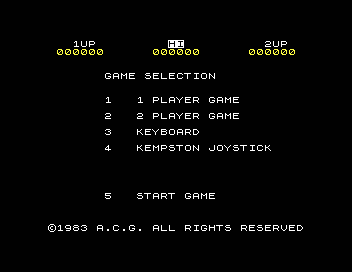 1UP HI 2UP
000000 000000 000000
GAME SELECTION
1 1 PLAYER GAME
2 2 PLAYER GAME
3 KEYBOARD
4 KEMPSTON JOYSTICK
5 START GAME
©1983 A.C.G. ALL RIGHTS RESERVED